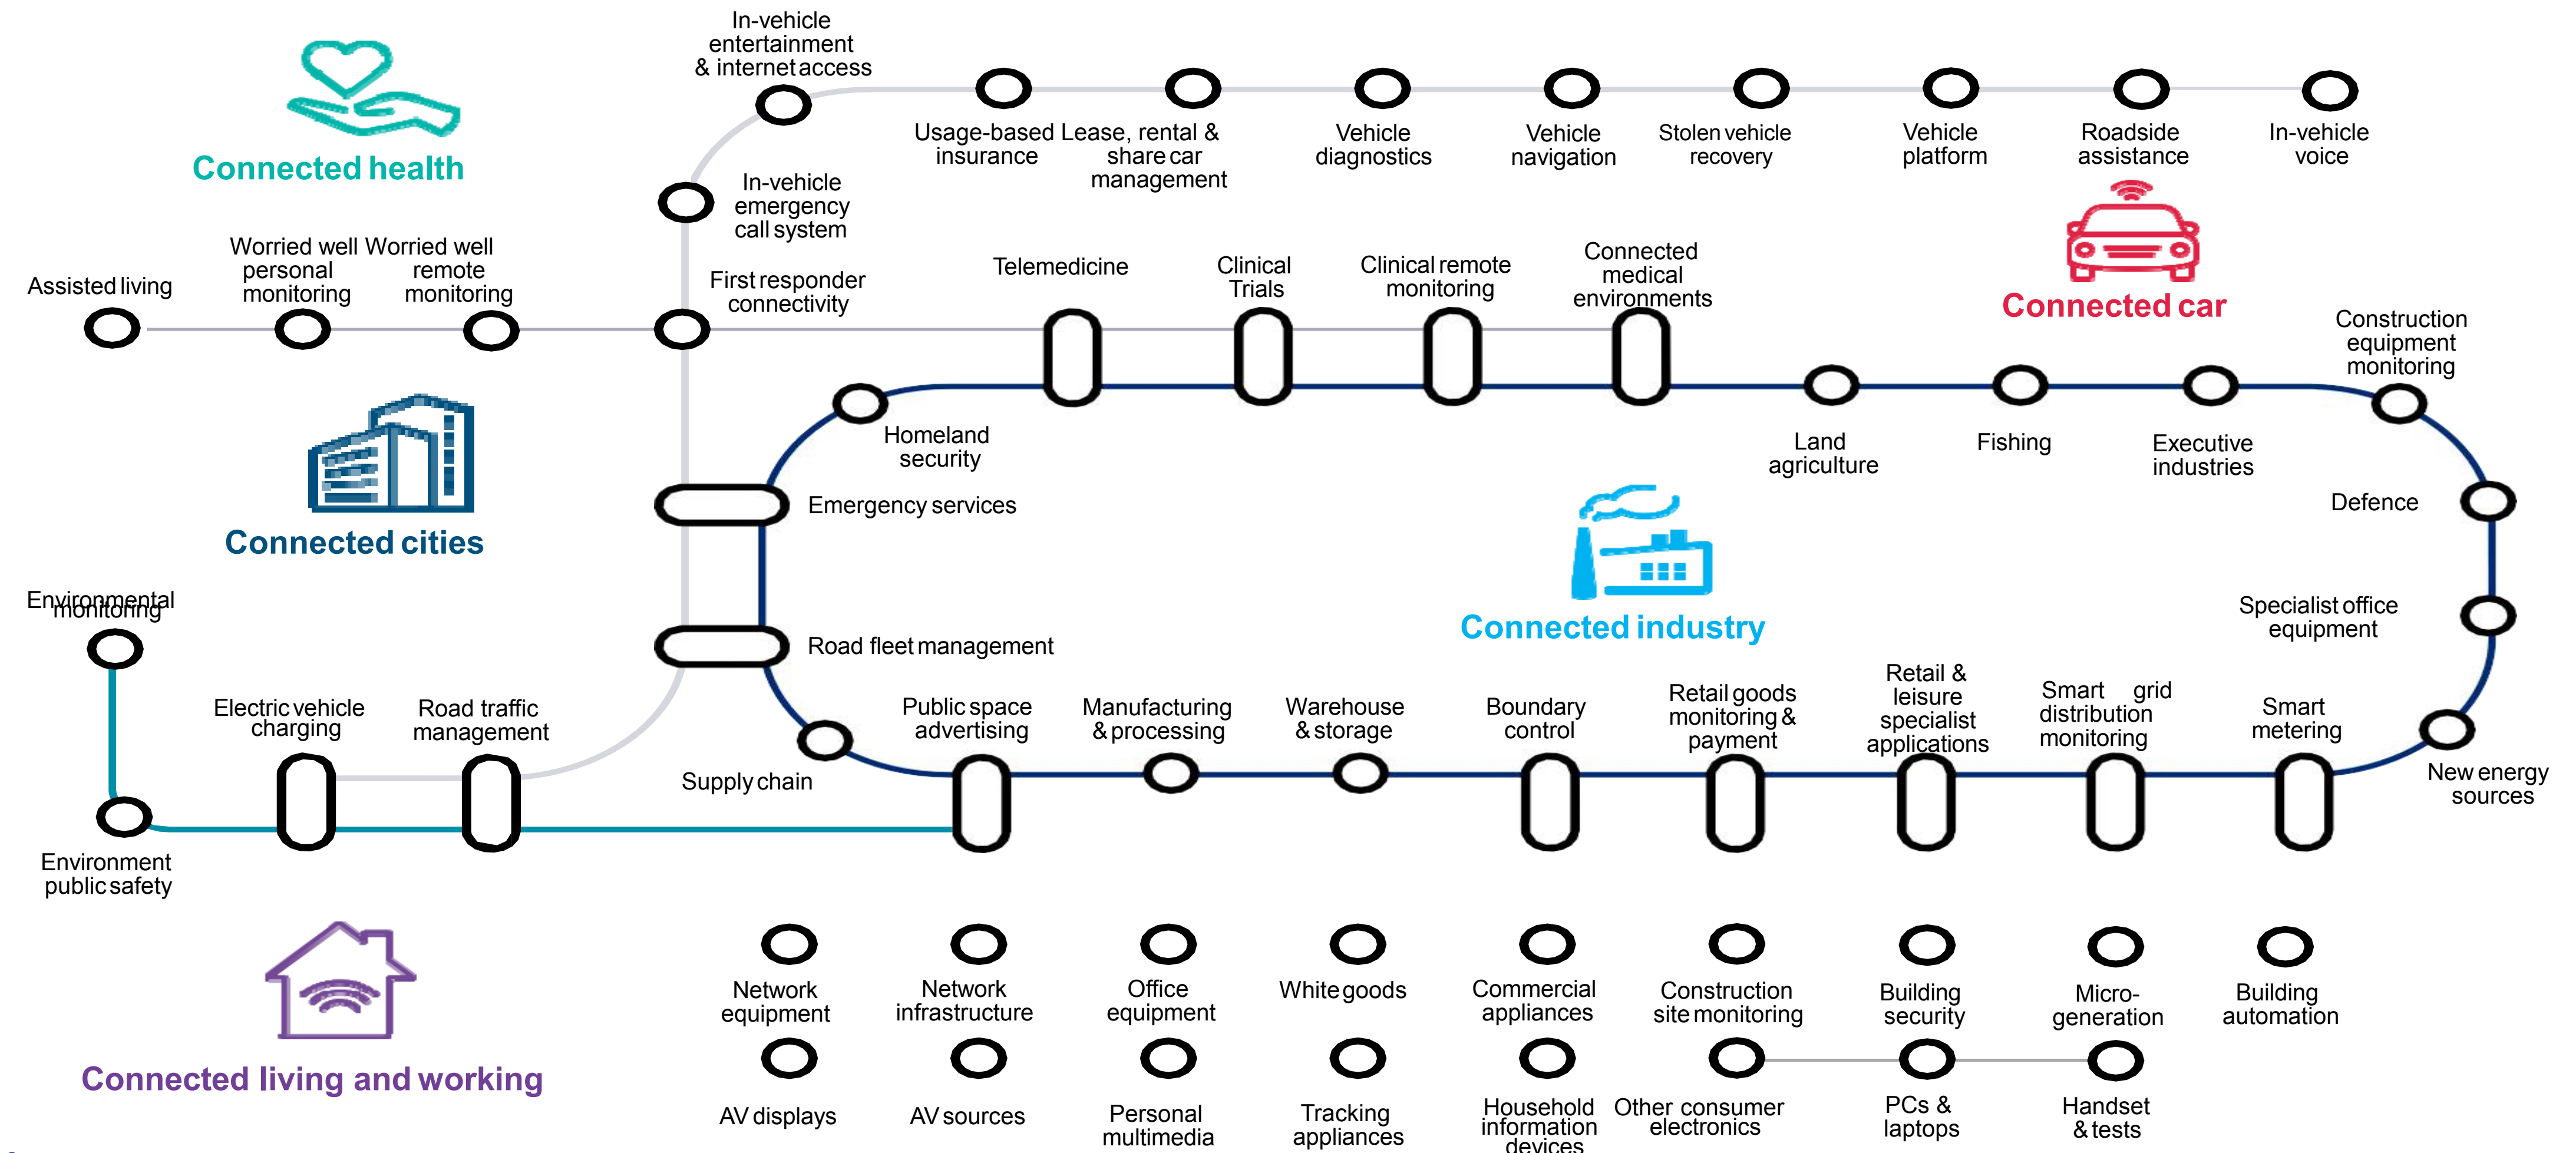 In-vehicle
entertainment
& internet access
Usage-based
insurance
Lease, rental &
share car
management
Vehicle
diagnostics
Vehicle
navigation
Stolen vehicle
recovery
Vehicle
platform
Roadside
assistance
In-vehicle
voice
Connected health
In-vehicle
emergency
call system
Connected car
Assisted living
Worried well
personal
monitoring
Worried well
remote
monitoring
First responder
connectivity
Telemedicine
Clinical
Trials
Clinical remote
monitoring
Connected
medical
environments
Construction
equipment
monitoring
Homeland
security
Land
agriculture
Fishing
Executive
industries
Connected cities
Emergency services
Defence
Connected industry
Environmental
monitoring
Road fleet management
Specialist office
equipment
Electric vehicle
charging
Road traffic
management
Supply chain
Public space
advertising
Manufacturing
& processing
Warehouse
& storage
Boundary
control
Retail goods
monitoring &
payment
Retail &
leisure
specialist
applications
Smart grid
distribution
monitoring
Smart
metering
New energy
sources
Environment
public safety
Connected living and working
Network
equipment
Network
infrastructure
Office
equipment
White goods
Commercial
appliances
Construction
site monitoring
Building
security
Micro-
generation
Building
automation
AV displays
AV sources
Personal
multimedia
Tracking
appliances
Household
information
devices
Other consumer
electronics
PCs &
laptops
Handset
& tests